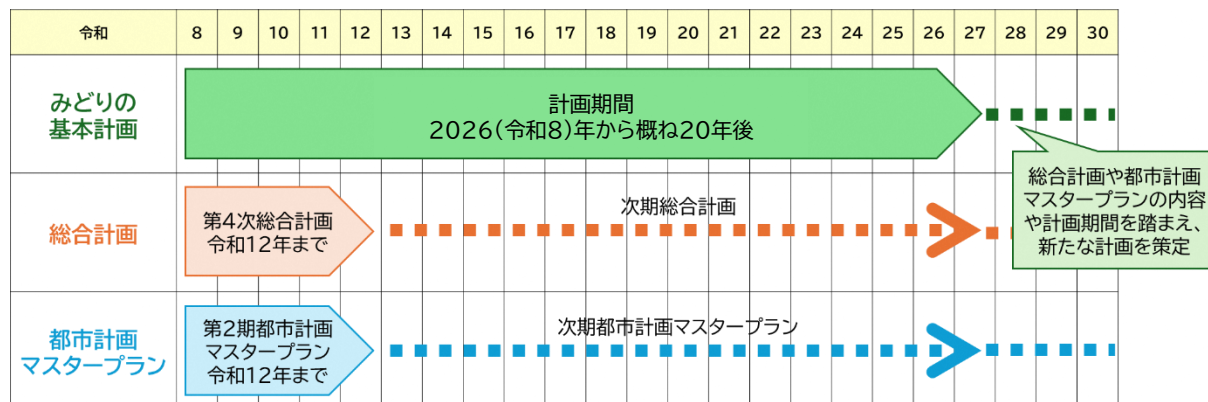 令和 8 9 10 11 12 13 14 15 16 17 18 19 20 21 22 23 24 25 26 27 28 29 30
みどりの
基本計画
計画期間
2026(令和8)年から概ね20年後
総合計画や都市計画
マスタープランの内容
や計画期間を踏まえ、
新たな計画を策定
総合計画
第4次総合計画
令和12年まで
次期総合計画
都市計画
マスタープラン
第2期都市計画
マスタープラン
令和12年まで
次期都市計画マスタープラン